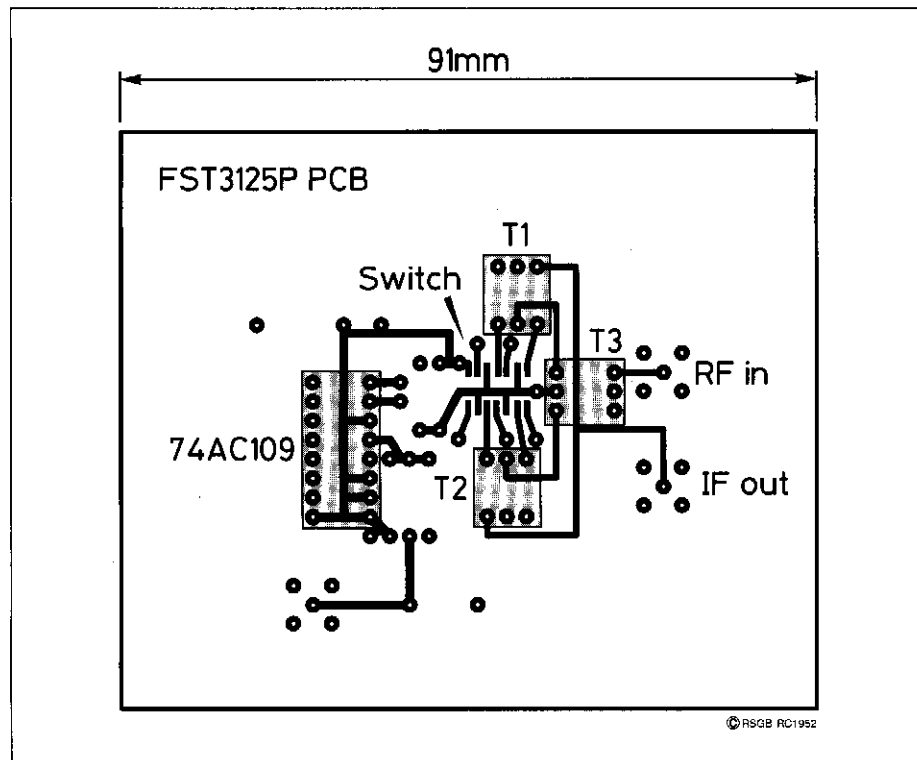 91mm
FST3125P PCB
T1
Switch
T3
RF in
74AC109
T2
IF out
© RSGB RC1952